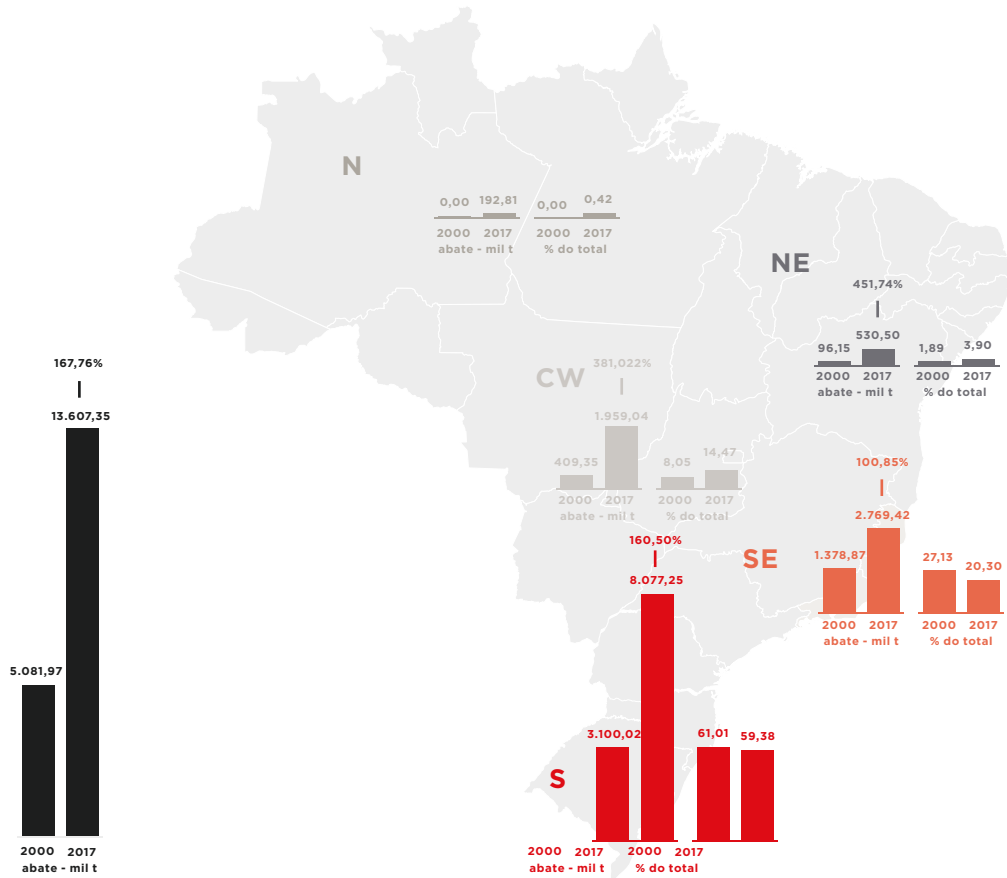 N
0,00 192,81 0,00 0,42
2000 2017 2000 2017
abate - mil t % do total
NE
451,74%
96,15 530,50 1,89 3,90
2000 2017 2000 2017
abate - mil t % do total
CW 381,022%
1.959,04
409,35 8,05 14,47
2000 2017 2000 2017
abate - mil t % do total
167,76%
13.607,35
5.081,97
2000 2017
abate - mil t
SE
100,85%
2.769,42
1.378,87 27,13 20,30
2000 2017 2000 2017
abate - mil t % do total
160,50%
8.077,25
3.100,02 61,01 59,38
S
2000 2017 2000 2017
abate - mil t % do total